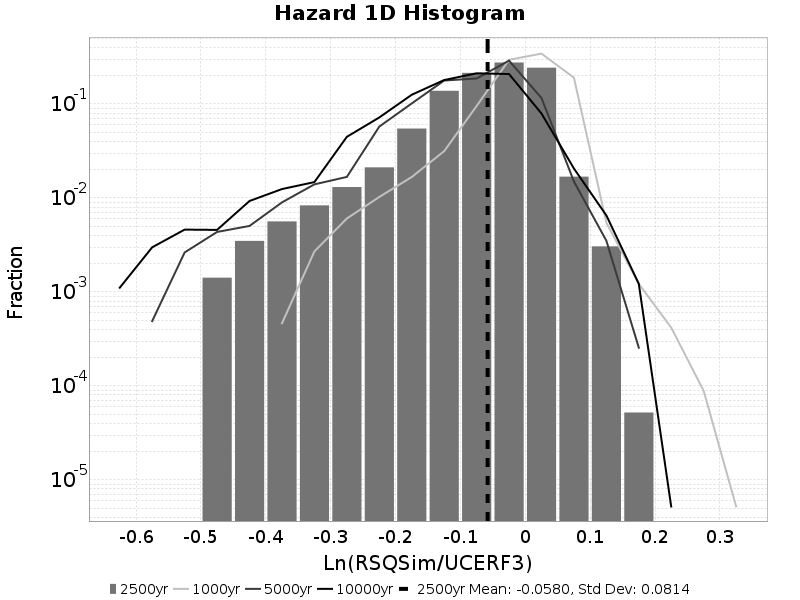 Hazard 1D Histogram
Fraction
10-1
10-2
10-3
10-4
10-5
-0.6 -0.5 -0.4 -0.3 -0.2 -0.1 0 0.1 0.2 0.3
Ln(RSQSim/UCERF3)
2500yr 1000yr 5000yr 10000yr 2500yr Mean: -0.0580, Std Dev: 0.0814